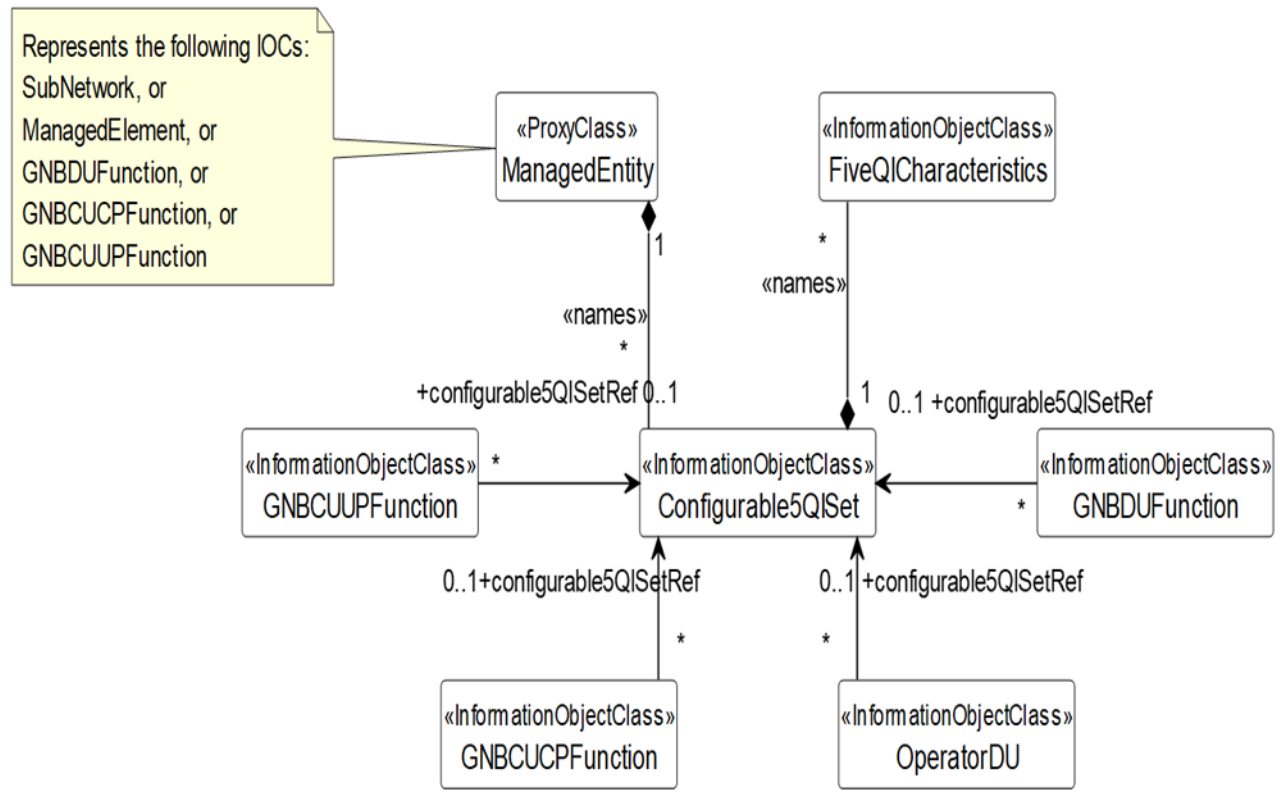 Represents the following IOCs:
SubNetwork, or
ManagedElement, or
GNBDUFunction, or
GNBCUCPFunction, or
GNBCUUPFunction
«ProxyClass»
ManagedEntity
«InformationObjectClass»
FiveQICharacteristics
1
*
«names»
«names»
*
+configurable5QISetRef 0..1
1
0..1 +configurable5QISetRef
«InformationObjectClass»
GNBCUUPFunction
*
«InformationObjectClass»
Configurable5QISet
«InformationObjectClass»
GNBDUFunction
*
0..1+configurable5QISetRef
0..1 +configurable5QISetRef
*
*
«InformationObjectClass»
GNBCUCPFunction
«InformationObjectClass»
OperatorDU